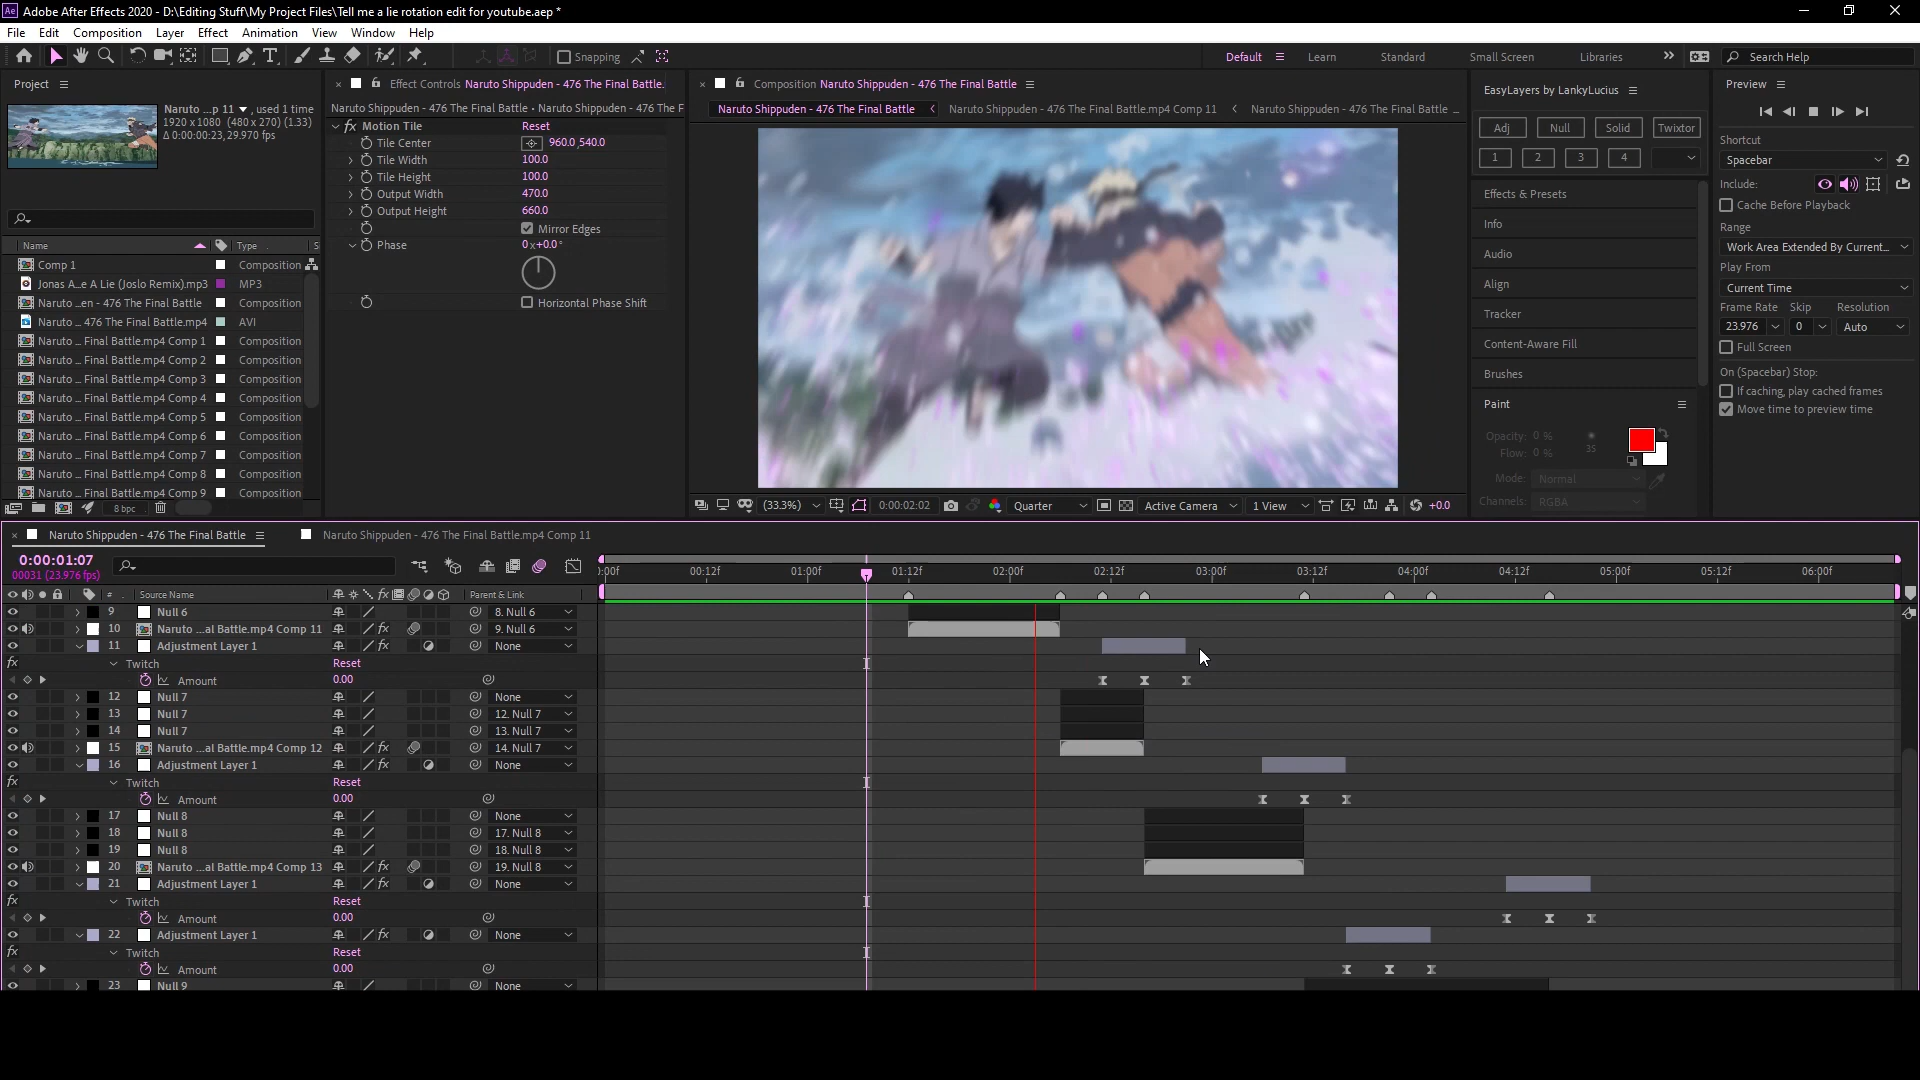 Adobe After Effects 2020 - D:\Editing Stuff\My Project Files\Tell me a lie rotation edit for youtube.aep *
File Edit Composition Layer Effect Animation View Window Help
Snapping
Default Learn Standard Small Screen Libraries Search Help
Project
Naruto ...p 11 , used 1 time
1920 x 1080 (480 x 270) (1.33)
Δ 0:00:00:23, 29.970 fps
Name Type S
Comp 1 Composition
Jonas A...e A Lie (Joslo Remix).mp3 MP3
Naruto ...en - 476 The Final Battle Composition
Naruto ... 476 The Final Battle.mp4 AVI
Naruto ... Final Battle.mp4 Comp 1 Composition
Naruto ... Final Battle.mp4 Comp 2 Composition
Naruto ... Final Battle.mp4 Comp 3 Composition
Naruto ... Final Battle.mp4 Comp 4 Composition
Naruto ... Final Battle.mp4 Comp 5 Composition
Naruto ... Final Battle.mp4 Comp 6 Composition
Naruto ... Final Battle.mp4 Comp 7 Composition
Naruto ... Final Battle.mp4 Comp 8 Composition
Naruto ... Final Battle.mp4 Comp 9 Composition
8 bpc
Effect Controls Naruto Shippuden - 476 The Final Battle.
Naruto Shippuden - 476 The Final Battle • Naruto Shippuden - 476 The F
fx Motion Tile Reset
Tile Center 960.0,540.0
Tile Width 100.0
Tile Height 100.0
Output Width 470.0
Output Height 660.0
Mirror Edges
Phase 0x+0.0°
Horizontal Phase Shift
Composition Naruto Shippuden - 476 The Final Battle
Naruto Shippuden - 476 The Final Battle Naruto Shippuden - 476 The Final Battle.mp4 Comp 11 Naruto Shippuden - 476 The Final Battle ...
(33.3%) 0:00:02:02 Quarter Active Camera 1 View +0.0
EasyLayers by LankyLucius
Adj Null Solid Twixtor
1 2 3 4
Effects & Presets
Info
Audio
Align
Tracker
Content-Aware Fill
Brushes
Paint
Opacity: 0 %
Flow: 0 % 35
Mode: Normal
Channels: RGBA
Preview
Shortcut
Spacebar
Include:
Cache Before Playback
Range
Work Area Extended By Current...
Play From
Current Time
Frame Rate Skip Resolution
23.976 0 Auto
Full Screen
On (Spacebar) Stop:
If caching, play cached frames
Move time to preview time
Naruto Shippuden - 476 The Final Battle Naruto Shippuden - 476 The Final Battle.mp4 Comp 11
0:00:01:07
00031 (23.976 fps)
:00f 00:12f 01:00f 01:12f 02:00f 02:12f 03:00f 03:12f 04:00f 04:12f 05:00f 05:12f 06:00f
# Source Name fx Parent & Link
9 Null 6 8. Null 6
10 Naruto ...al Battle.mp4 Comp 11 fx 9. Null 6
11 Adjustment Layer 1 fx None
fx Twitch Reset
Amount 0.00
12 Null 7 None
13 Null 7 12. Null 7
14 Null 7 13. Null 7
15 Naruto ...al Battle.mp4 Comp 12 fx 14. Null 7
16 Adjustment Layer 1 fx None
fx Twitch Reset
Amount 0.00
17 Null 8 None
18 Null 8 17. Null 8
19 Null 8 18. Null 8
20 Naruto ...al Battle.mp4 Comp 13 fx 19. Null 8
21 Adjustment Layer 1 fx None
fx Twitch Reset
Amount 0.00
22 Adjustment Layer 1 fx None
fx Twitch Reset
Amount 0.00
23 Null 9 None